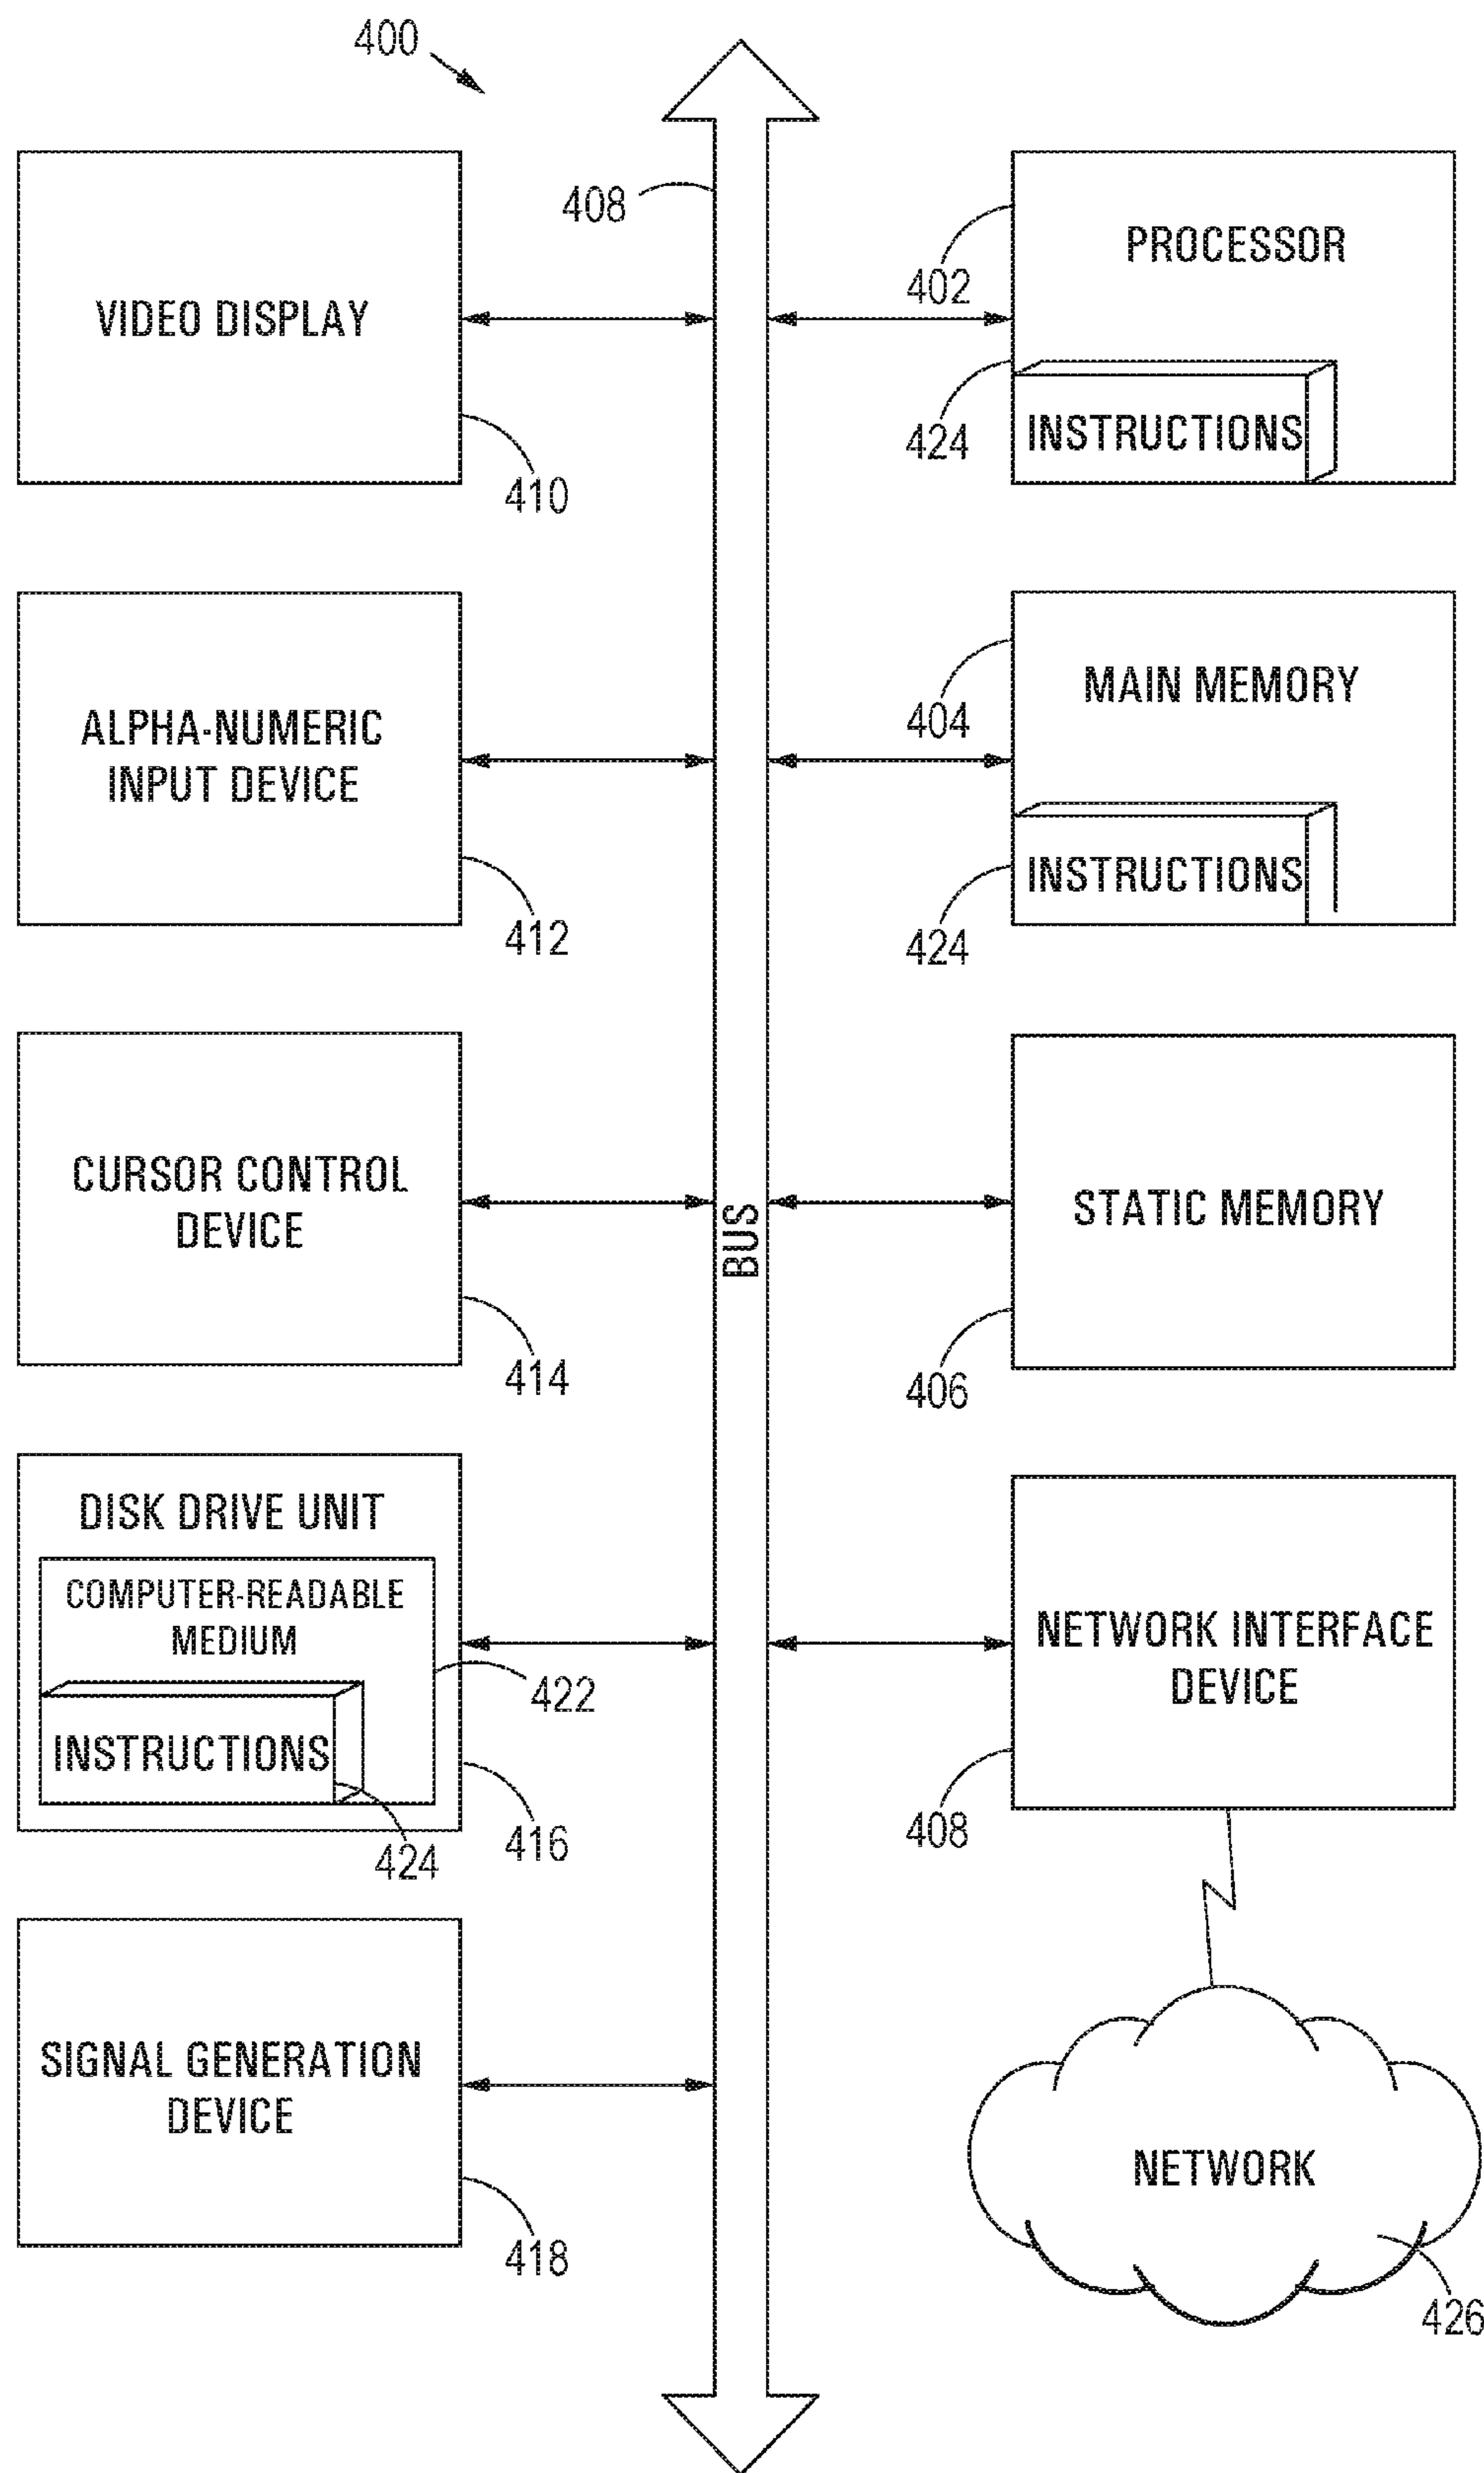 400
408
VIDEO DISPLAY
410
402
PROCESSOR
424
INSTRUCTIONS
ALPHA-NUMERIC
INPUT DEVICE
412
404
MAIN MEMORY
424
INSTRUCTIONS
CURSOR CONTROL
DEVICE
414
BUS
STATIC MEMORY
406
DISK DRIVE UNIT
COMPUTER-READABLE
MEDIUM
422
INSTRUCTIONS
424
416
NETWORK INTERFACE
DEVICE
408
SIGNAL GENERATION
DEVICE
418
NETWORK
426